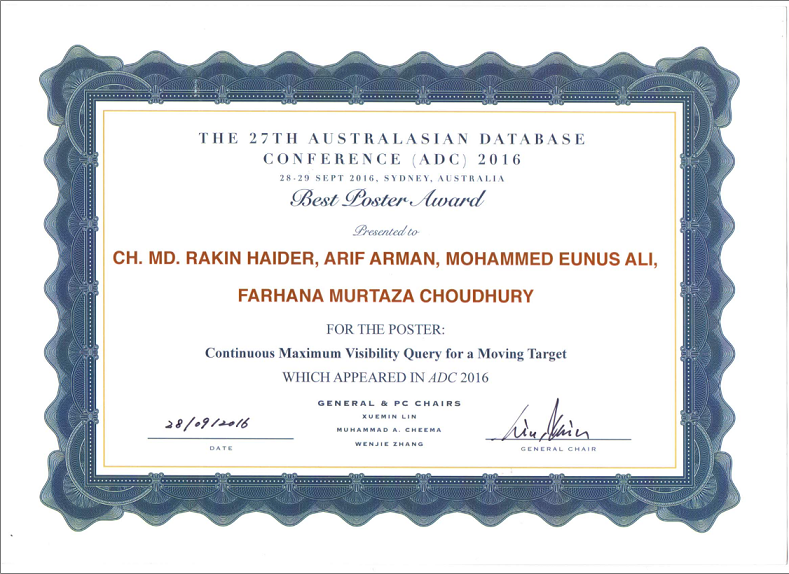 THE 27TH AUSTRALASIAN DATABASE
CONFERENCE (ADC) 2016
28-29 SEPT 2016, SYDNEY, AUSTRALIA
Best Poster Award
Presented to
CH. MD. RAKIN HAIDER, ARIF ARMAN, MOHAMMED EUNUS ALI,
FARHANA MURTAZA CHOUDHURY
FOR THE POSTER:
Continuous Maximum Visibility Query for a Moving Target
WHICH APPEARED IN ADC 2016
GENERAL & PC CHAIRS
XUEMIN LIN
MUHAMMAD A. CHEEMA
WENJIE ZHANG
28/09/2016
DATE
GENERAL CHAIR